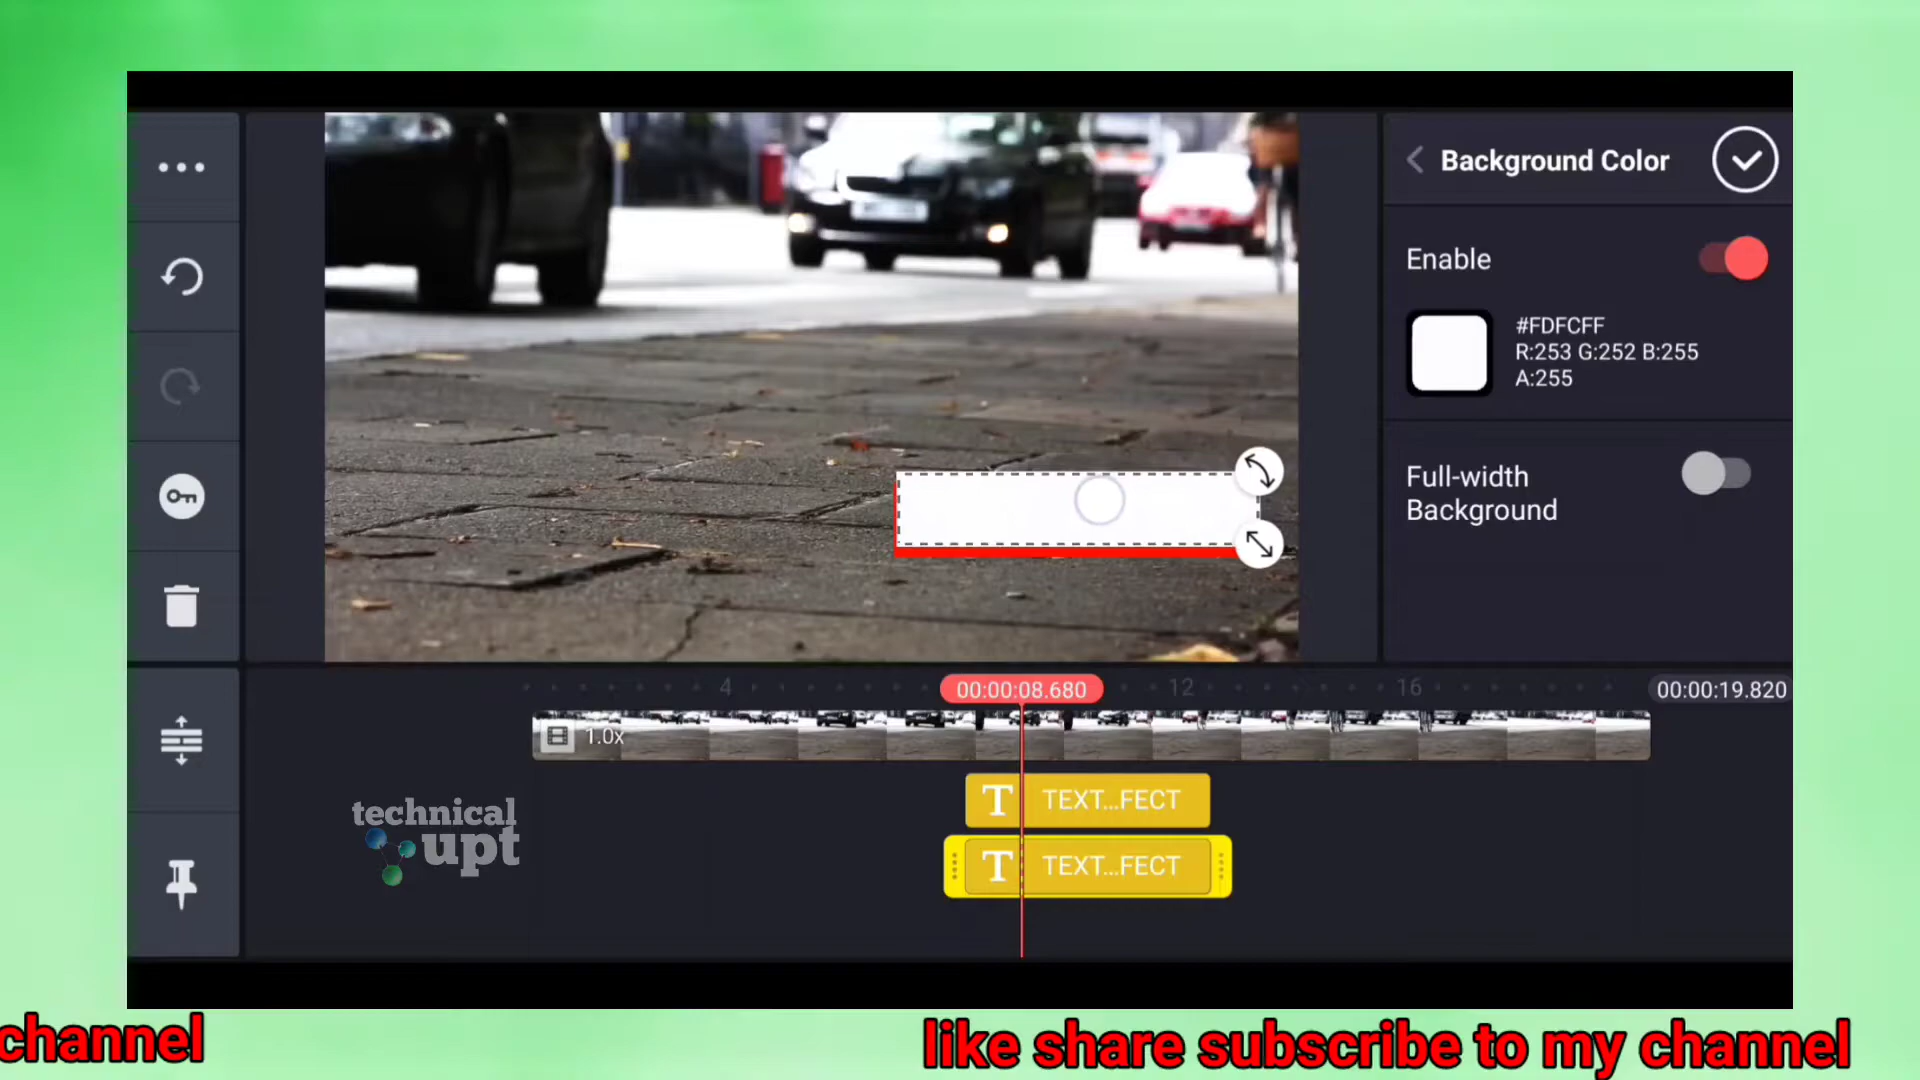 Background Color
Enable
#FDFCFF
R:253 G:252 B:255
A:255
Full-width
Background
4
00:00:08.680
12
16
00:00:19.820
1.0x
T TEXT...FECT
T TEXT...FECT
technical
upt
channel
like share subscribe to my channel